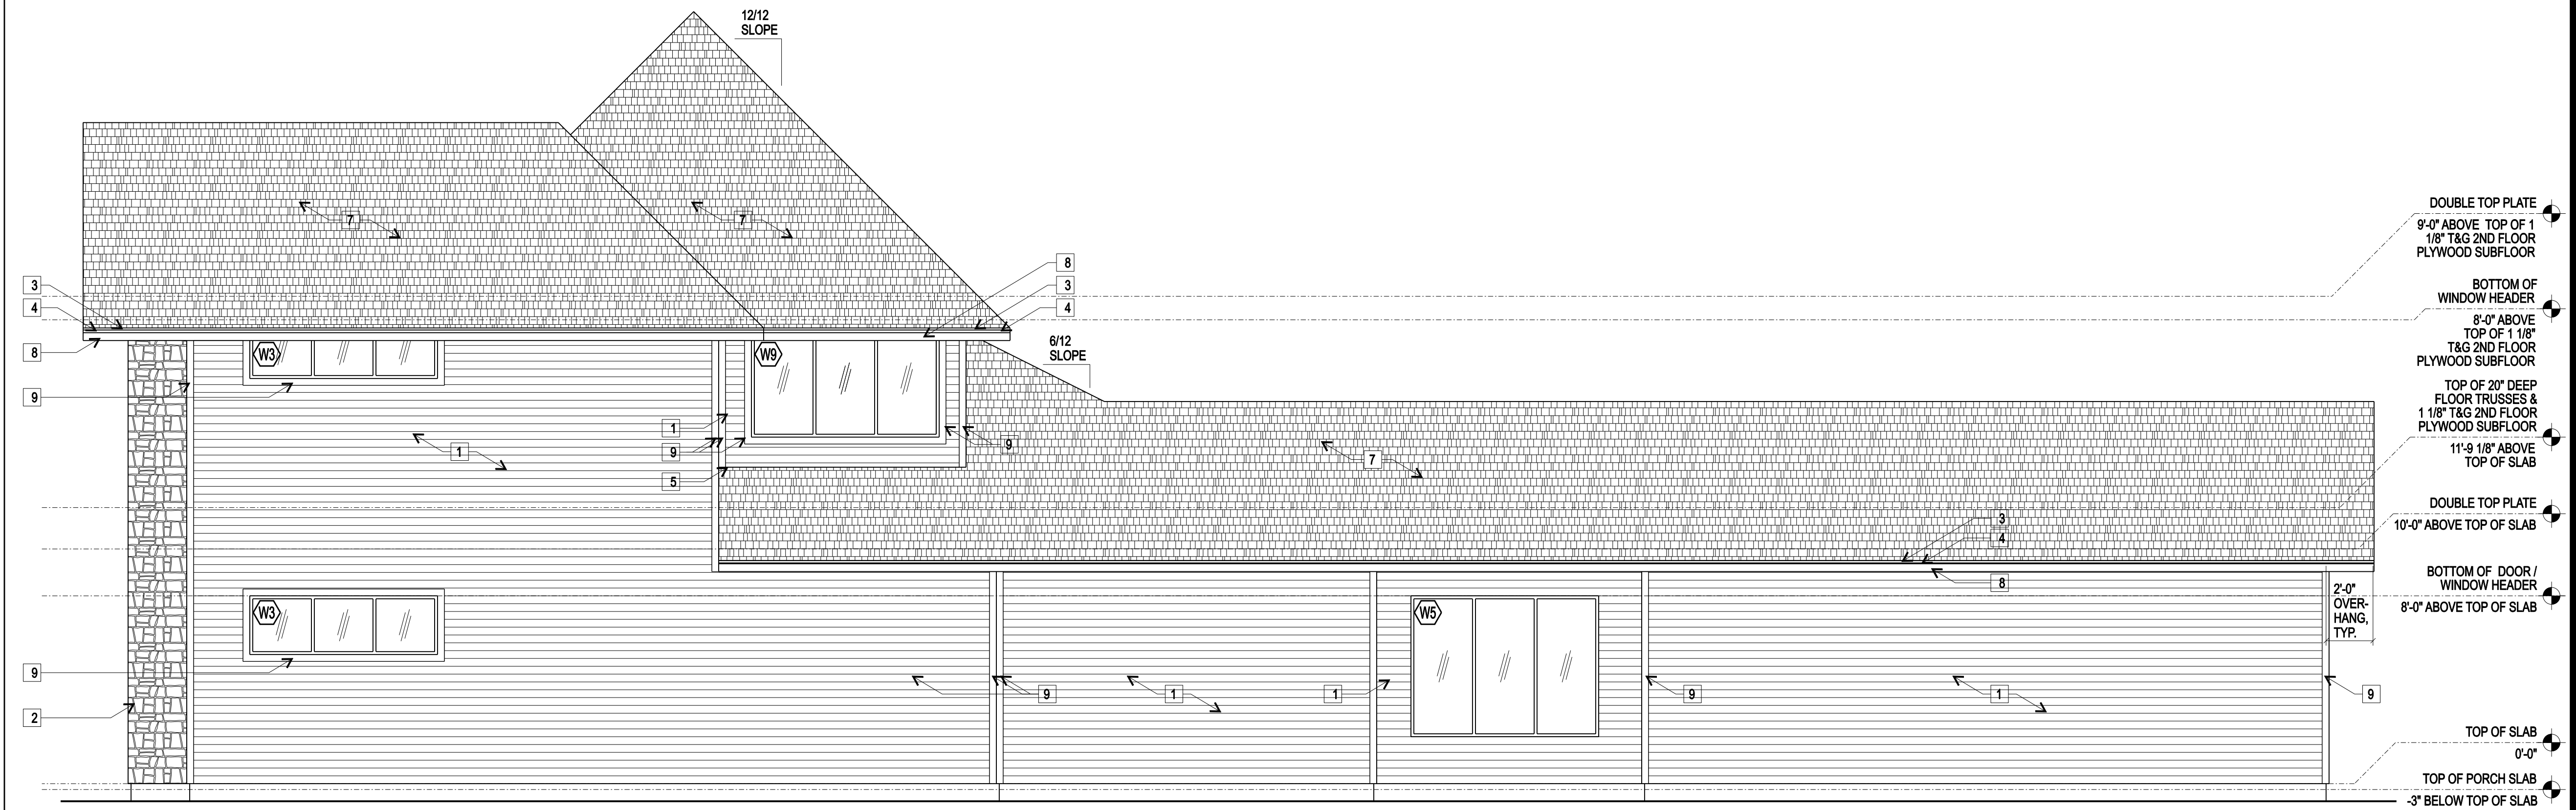 12/12
SLOPE
7
7
8
3
4
3
4
8
9
W3
W9
6/12
SLOPE
1
1
9
9
5
7
3
4
8
W3
W5
2'-0"
OVER-
HANG,
TYP.
9
2
9
1
1
9
1
9
DOUBLE TOP PLATE
9'-0" ABOVE TOP OF 1
1/8" T&G 2ND FLOOR
PLYWOOD SUBFLOOR
BOTTOM OF
WINDOW HEADER
8'-0" ABOVE
TOP OF 1 1/8"
T&G 2ND FLOOR
PLYWOOD SUBFLOOR
TOP OF 20" DEEP
FLOOR TRUSSES &
1 1/8" T&G 2ND FLOOR
PLYWOOD SUBFLOOR
11'-9 1/8" ABOVE
TOP OF SLAB
DOUBLE TOP PLATE
10'-0" ABOVE TOP OF SLAB
BOTTOM OF DOOR /
WINDOW HEADER
8'-0" ABOVE TOP OF SLAB
TOP OF SLAB
0'-0"
TOP OF PORCH SLAB
-3" BELOW TOP OF SLAB